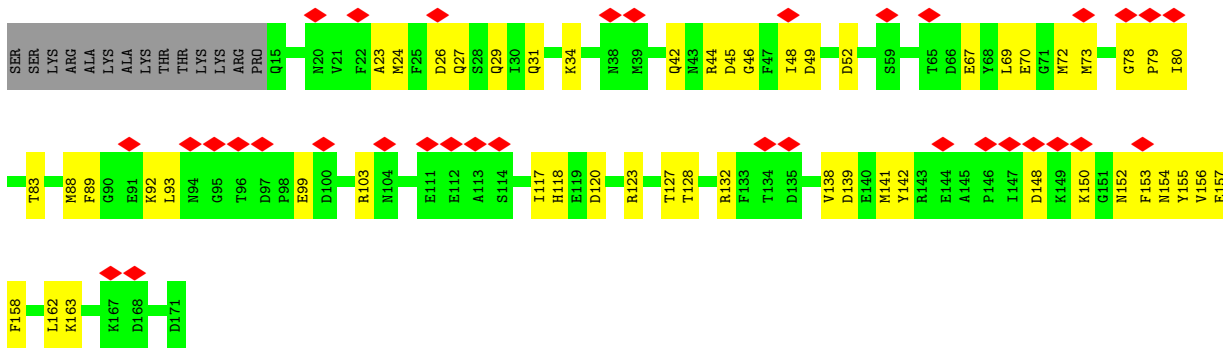 SER SER LYS ARG ALA LYS ALA LYS THR THR LYS LYS ARG PRO Q15 N20 V21 F22 A23 M24 F25 D26 Q27 S28 Q29 I30 Q31 K34 N38 M39 Q42 N43 R44 D45 G46 F47 I48 D49 D52 S59 T65 D66 E67 Y68 L69 E70 G71 M72 M73 G78 P79 I80
T83 M88 F89 G90 E91 K92 L93 N94 G95 T96 D97 P98 E99 D100 R103 N104 E111 E112 A113 S114 I117 H118 E119 D120 R123 T127 T128 R132 F133 T134 D135 V138 D139 E140 M141 Y142 R143 E144 A145 P146 I147 D148 K149 K150 G151 N152 F153 N154 Y155 V156 E157
F158 L162 K163 K167 D168 D171